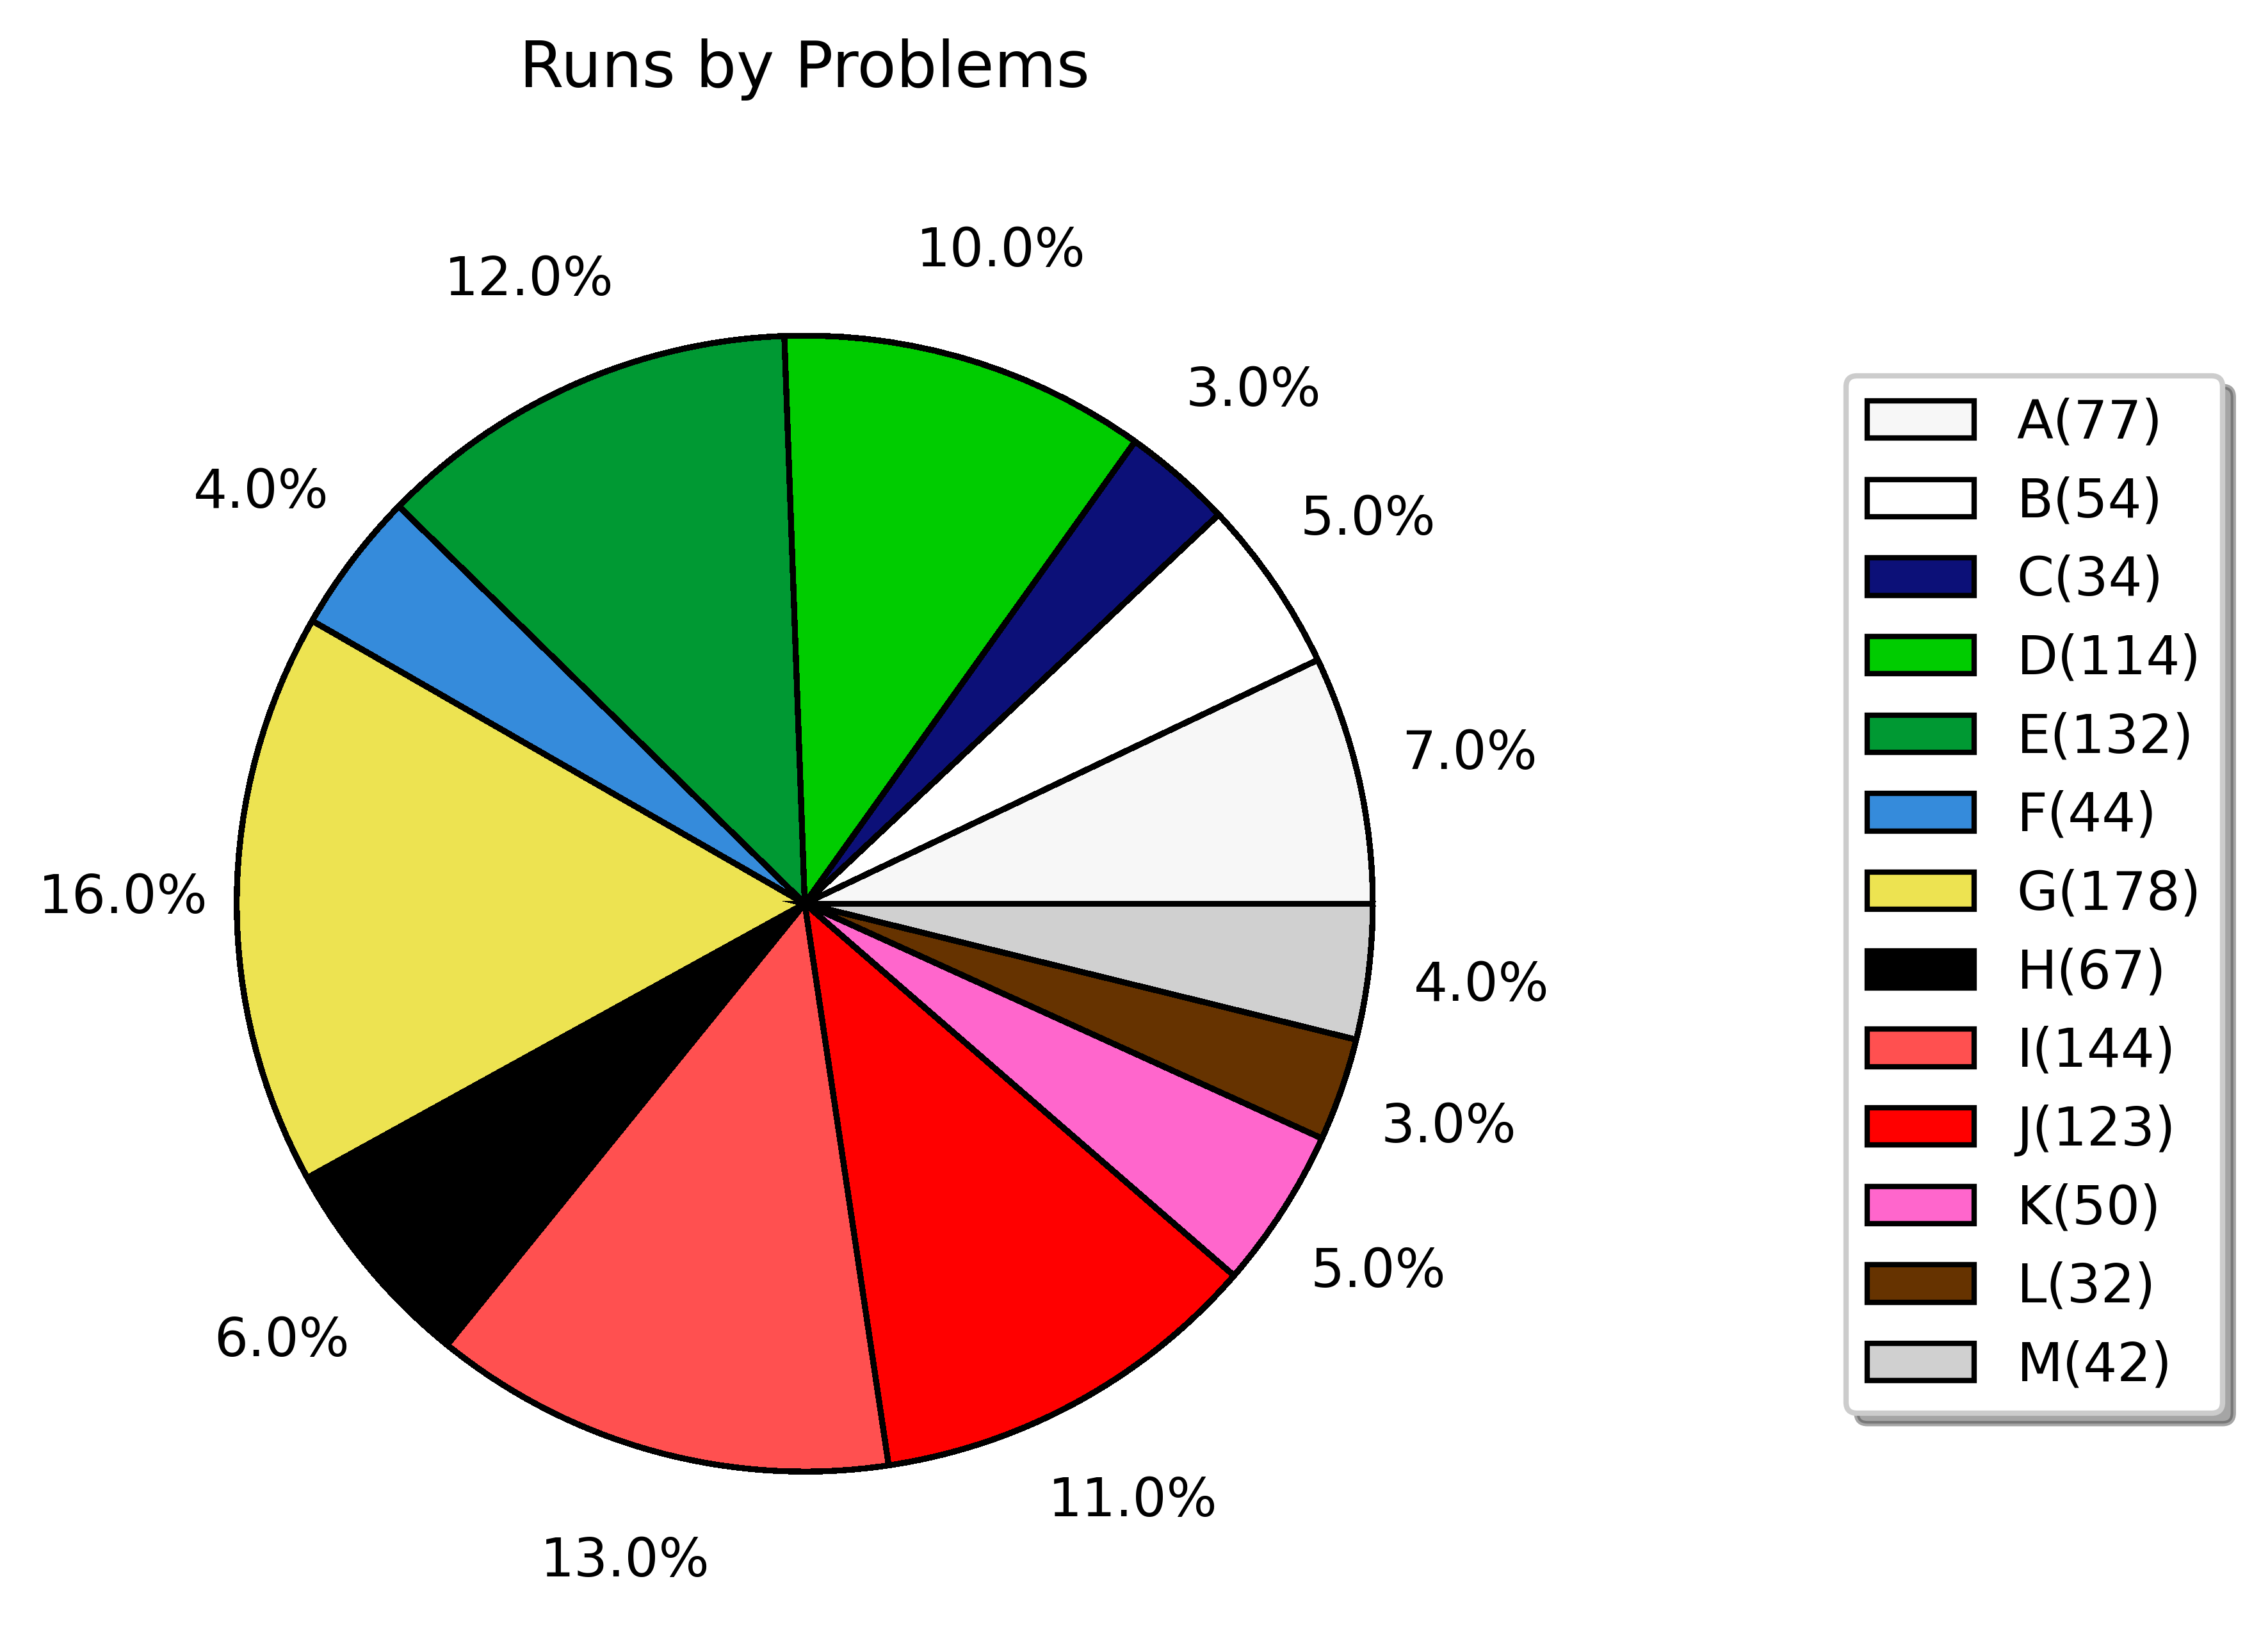 Runs by Problems
10.0%
12.0%
3.0%
4.0%
5.0%
7.0%
16.0%
4.0%
3.0%
5.0%
6.0%
11.0%
13.0%
A(77)
B(54)
C(34)
D(114)
E(132)
F(44)
G(178)
H(67)
I(144)
J(123)
K(50)
L(32)
M(42)